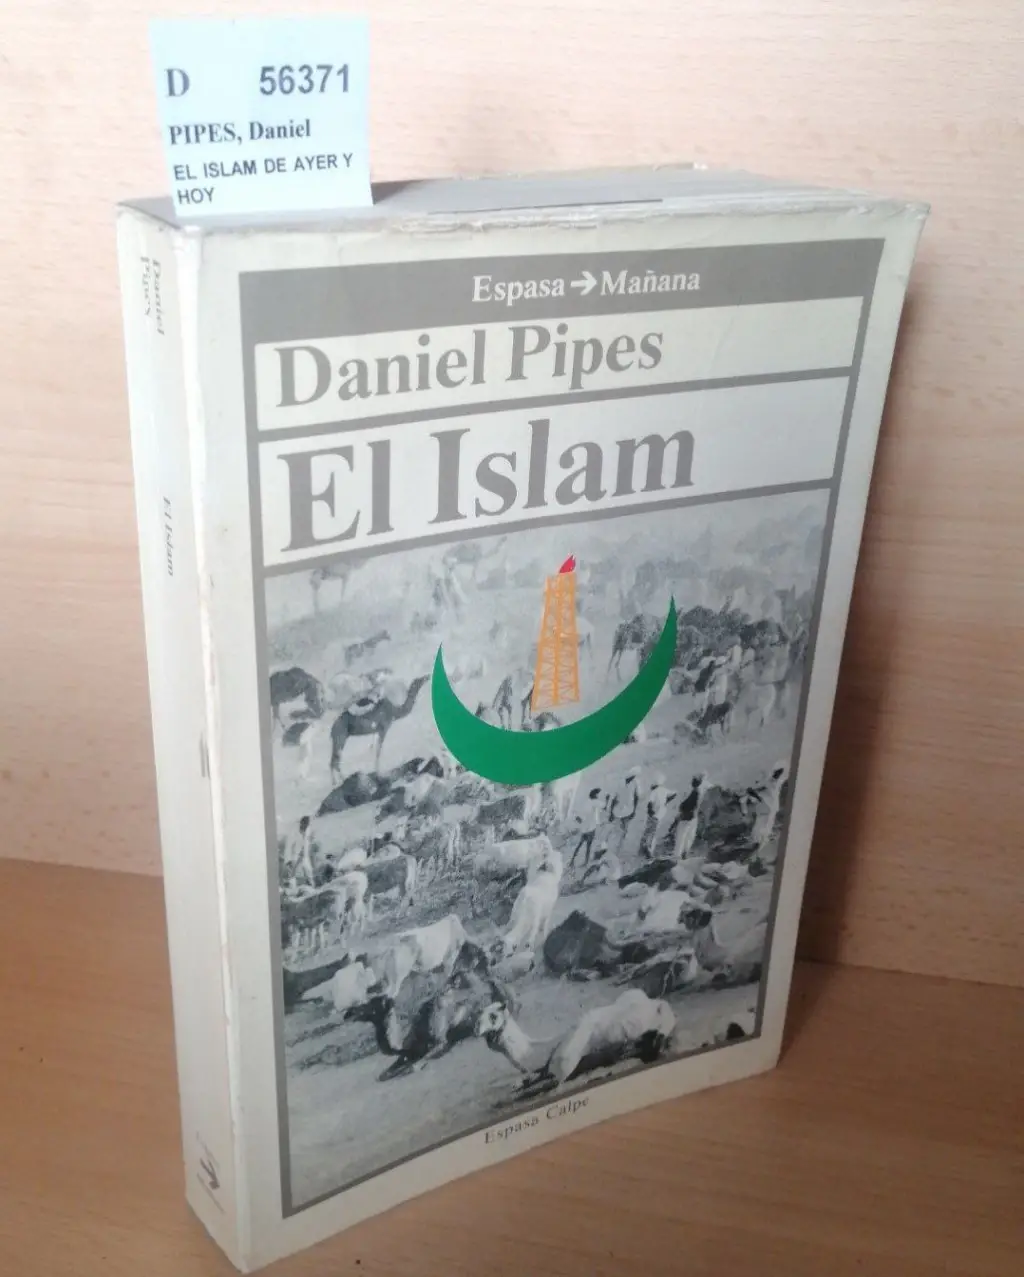 D 56371
PIPES, Daniel
EL ISLAM DE AYER Y
HOY
Espasa→Mañana
Daniel Pipes
El Islam
Espasa Calpe
Daniel
Pipes
El Islam